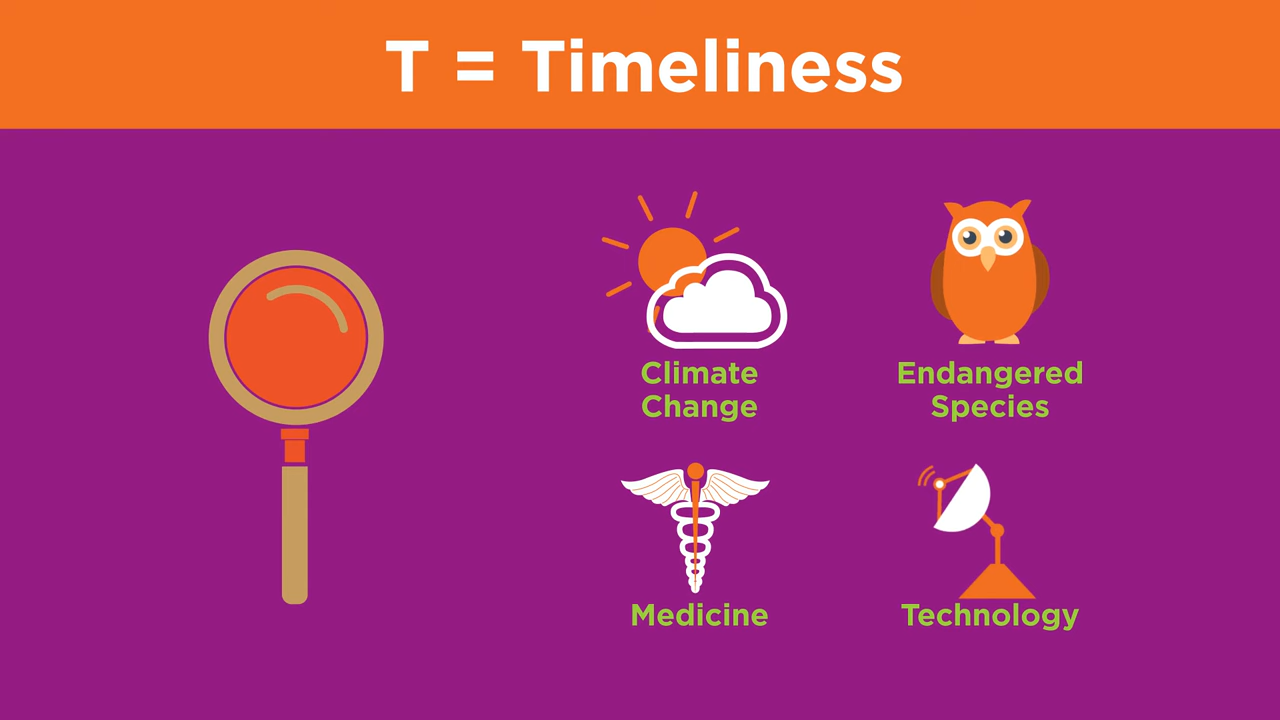 T = Timeliness
Climate
Change
Endangered
Species
Medicine
Technology